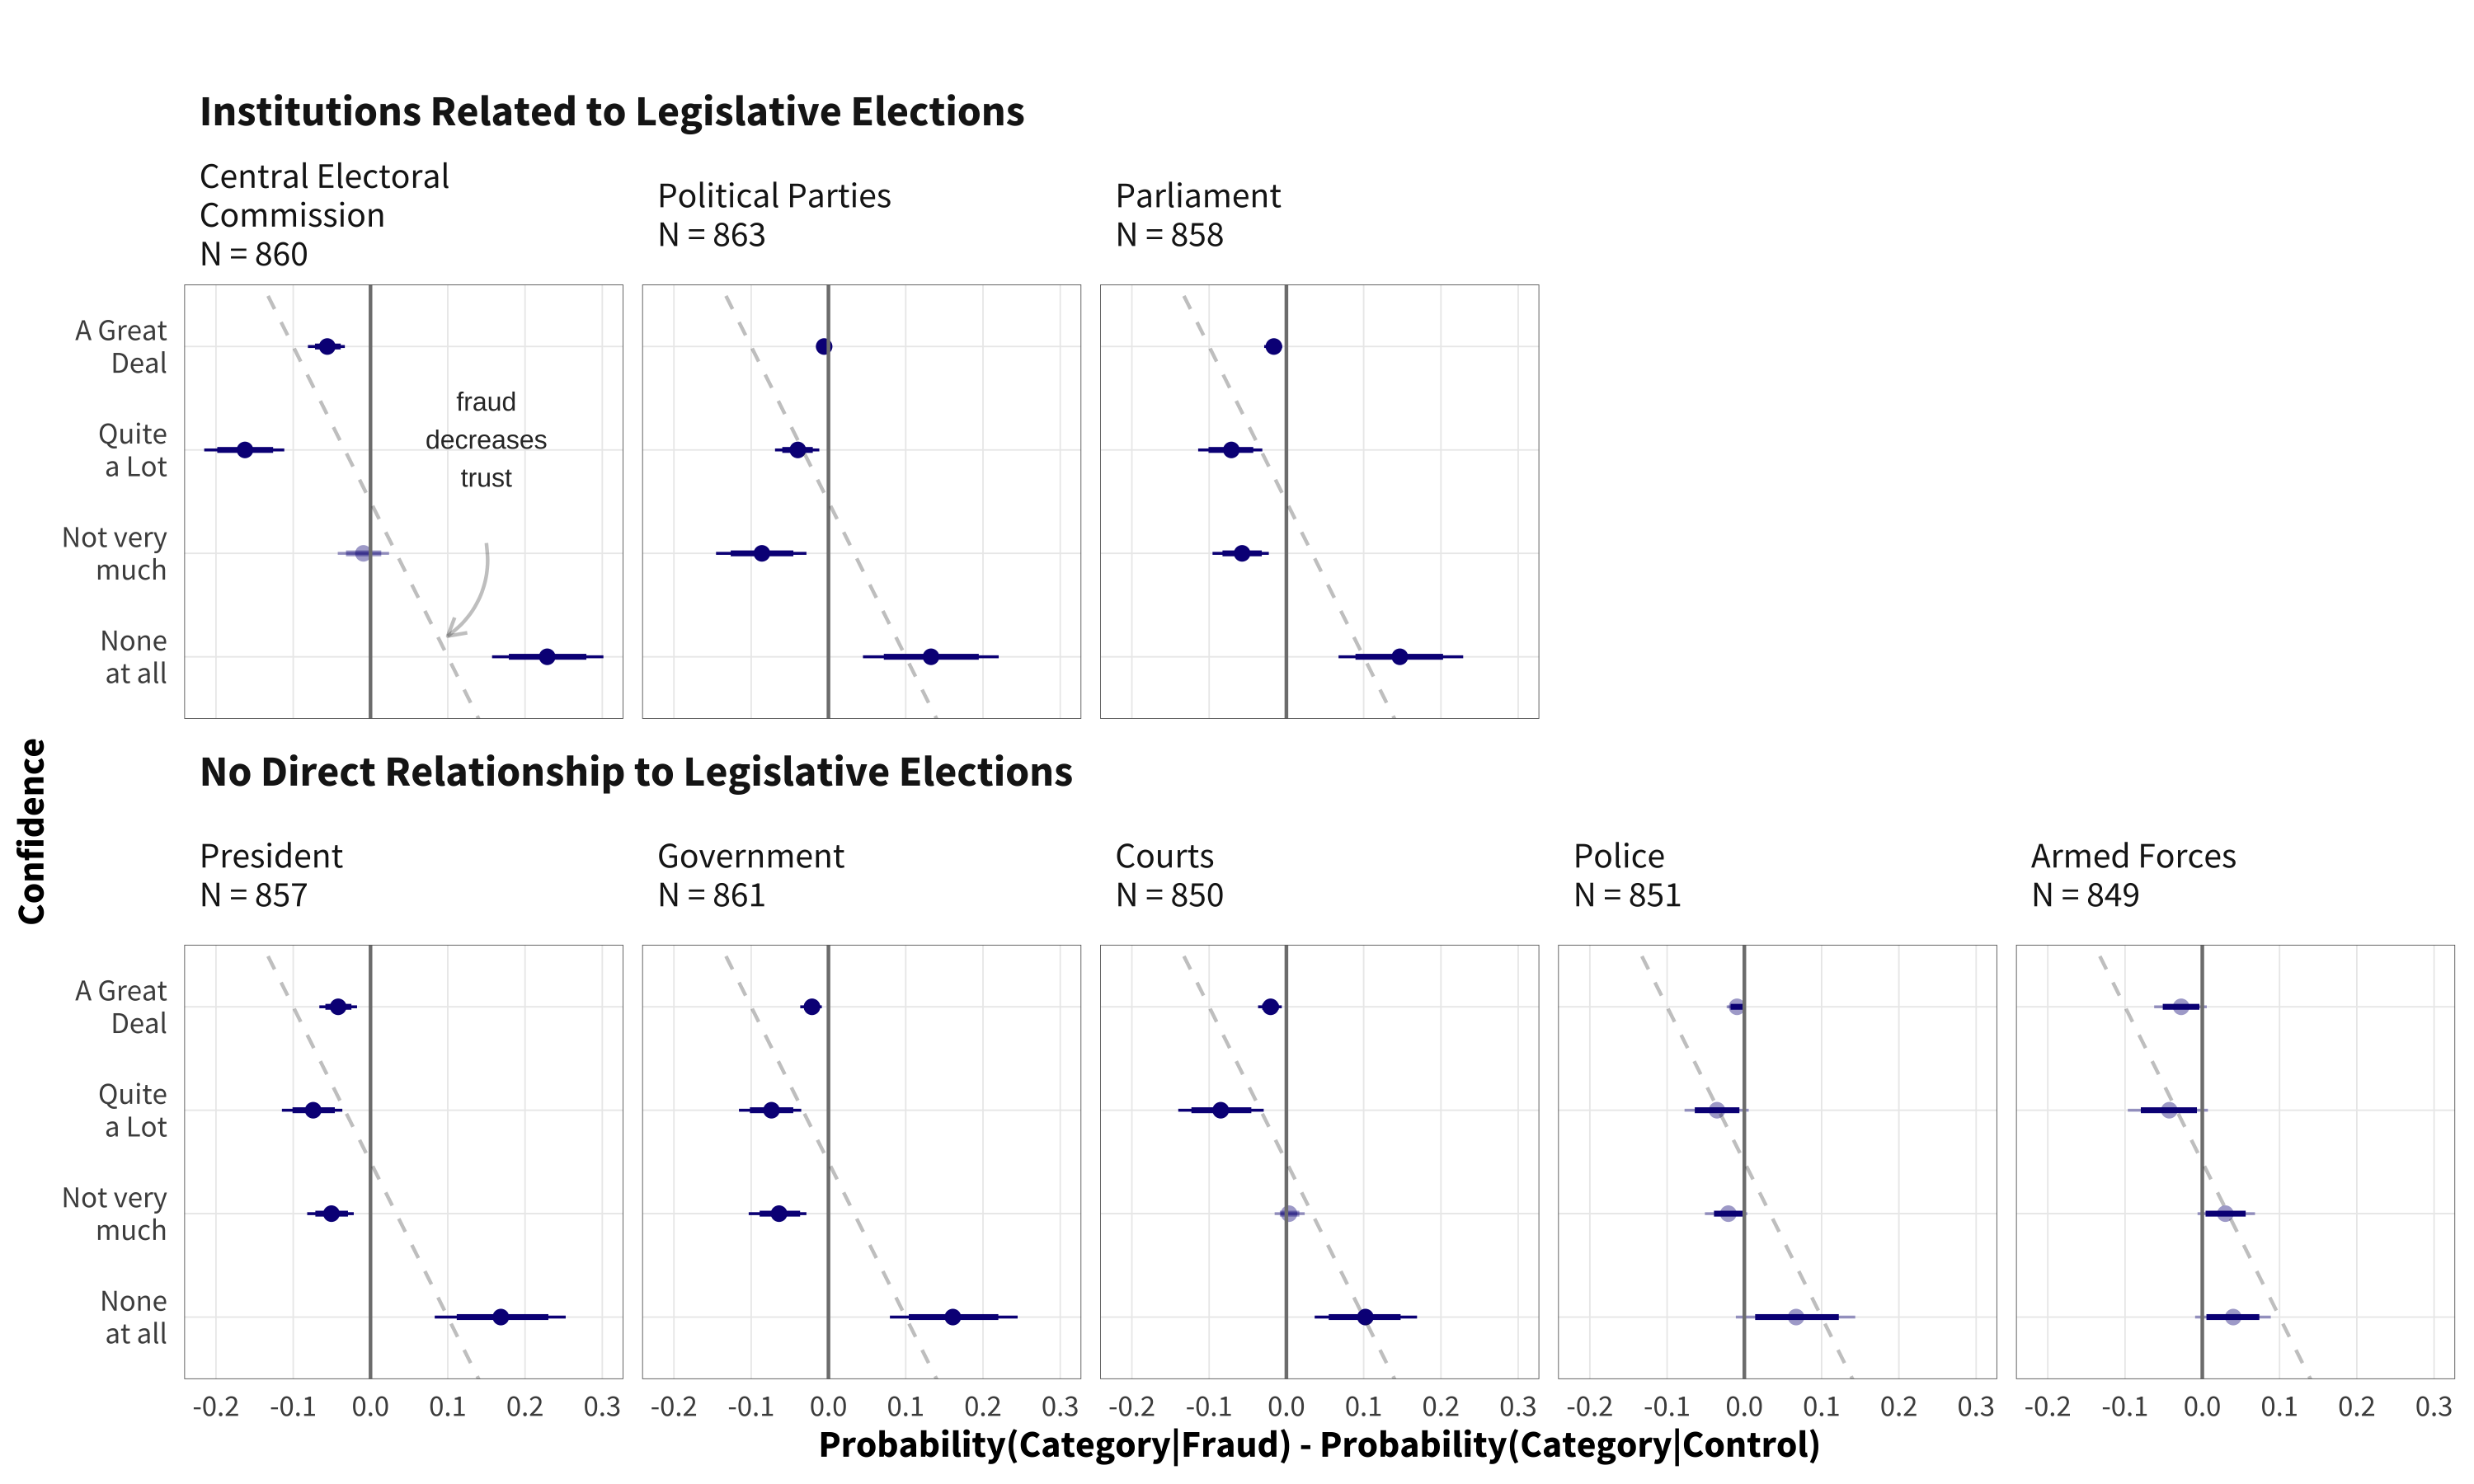 Institutions Related to Legislative Elections
Central Electoral
Commission
N = 860
Political Parties
N = 863
Parliament
N = 858
A Great
Deal
Quite
a Lot
Not very
much
None
at all
fraud
decreases
trust
Confidence
No Direct Relationship to Legislative Elections
President
N = 857
Government
N = 861
Courts
N = 850
Police
N = 851
Armed Forces
N = 849
A Great
Deal
Quite
a Lot
Not very
much
None
at all
-0.2 -0.1 0.0 0.1 0.2 0.3
-0.2 -0.1 0.0 0.1 0.2 0.3
-0.2 -0.1 0.0 0.1 0.2 0.3
-0.2 -0.1 0.0 0.1 0.2 0.3
-0.2 -0.1 0.0 0.1 0.2 0.3
Probability(Category|Fraud) - Probability(Category|Control)